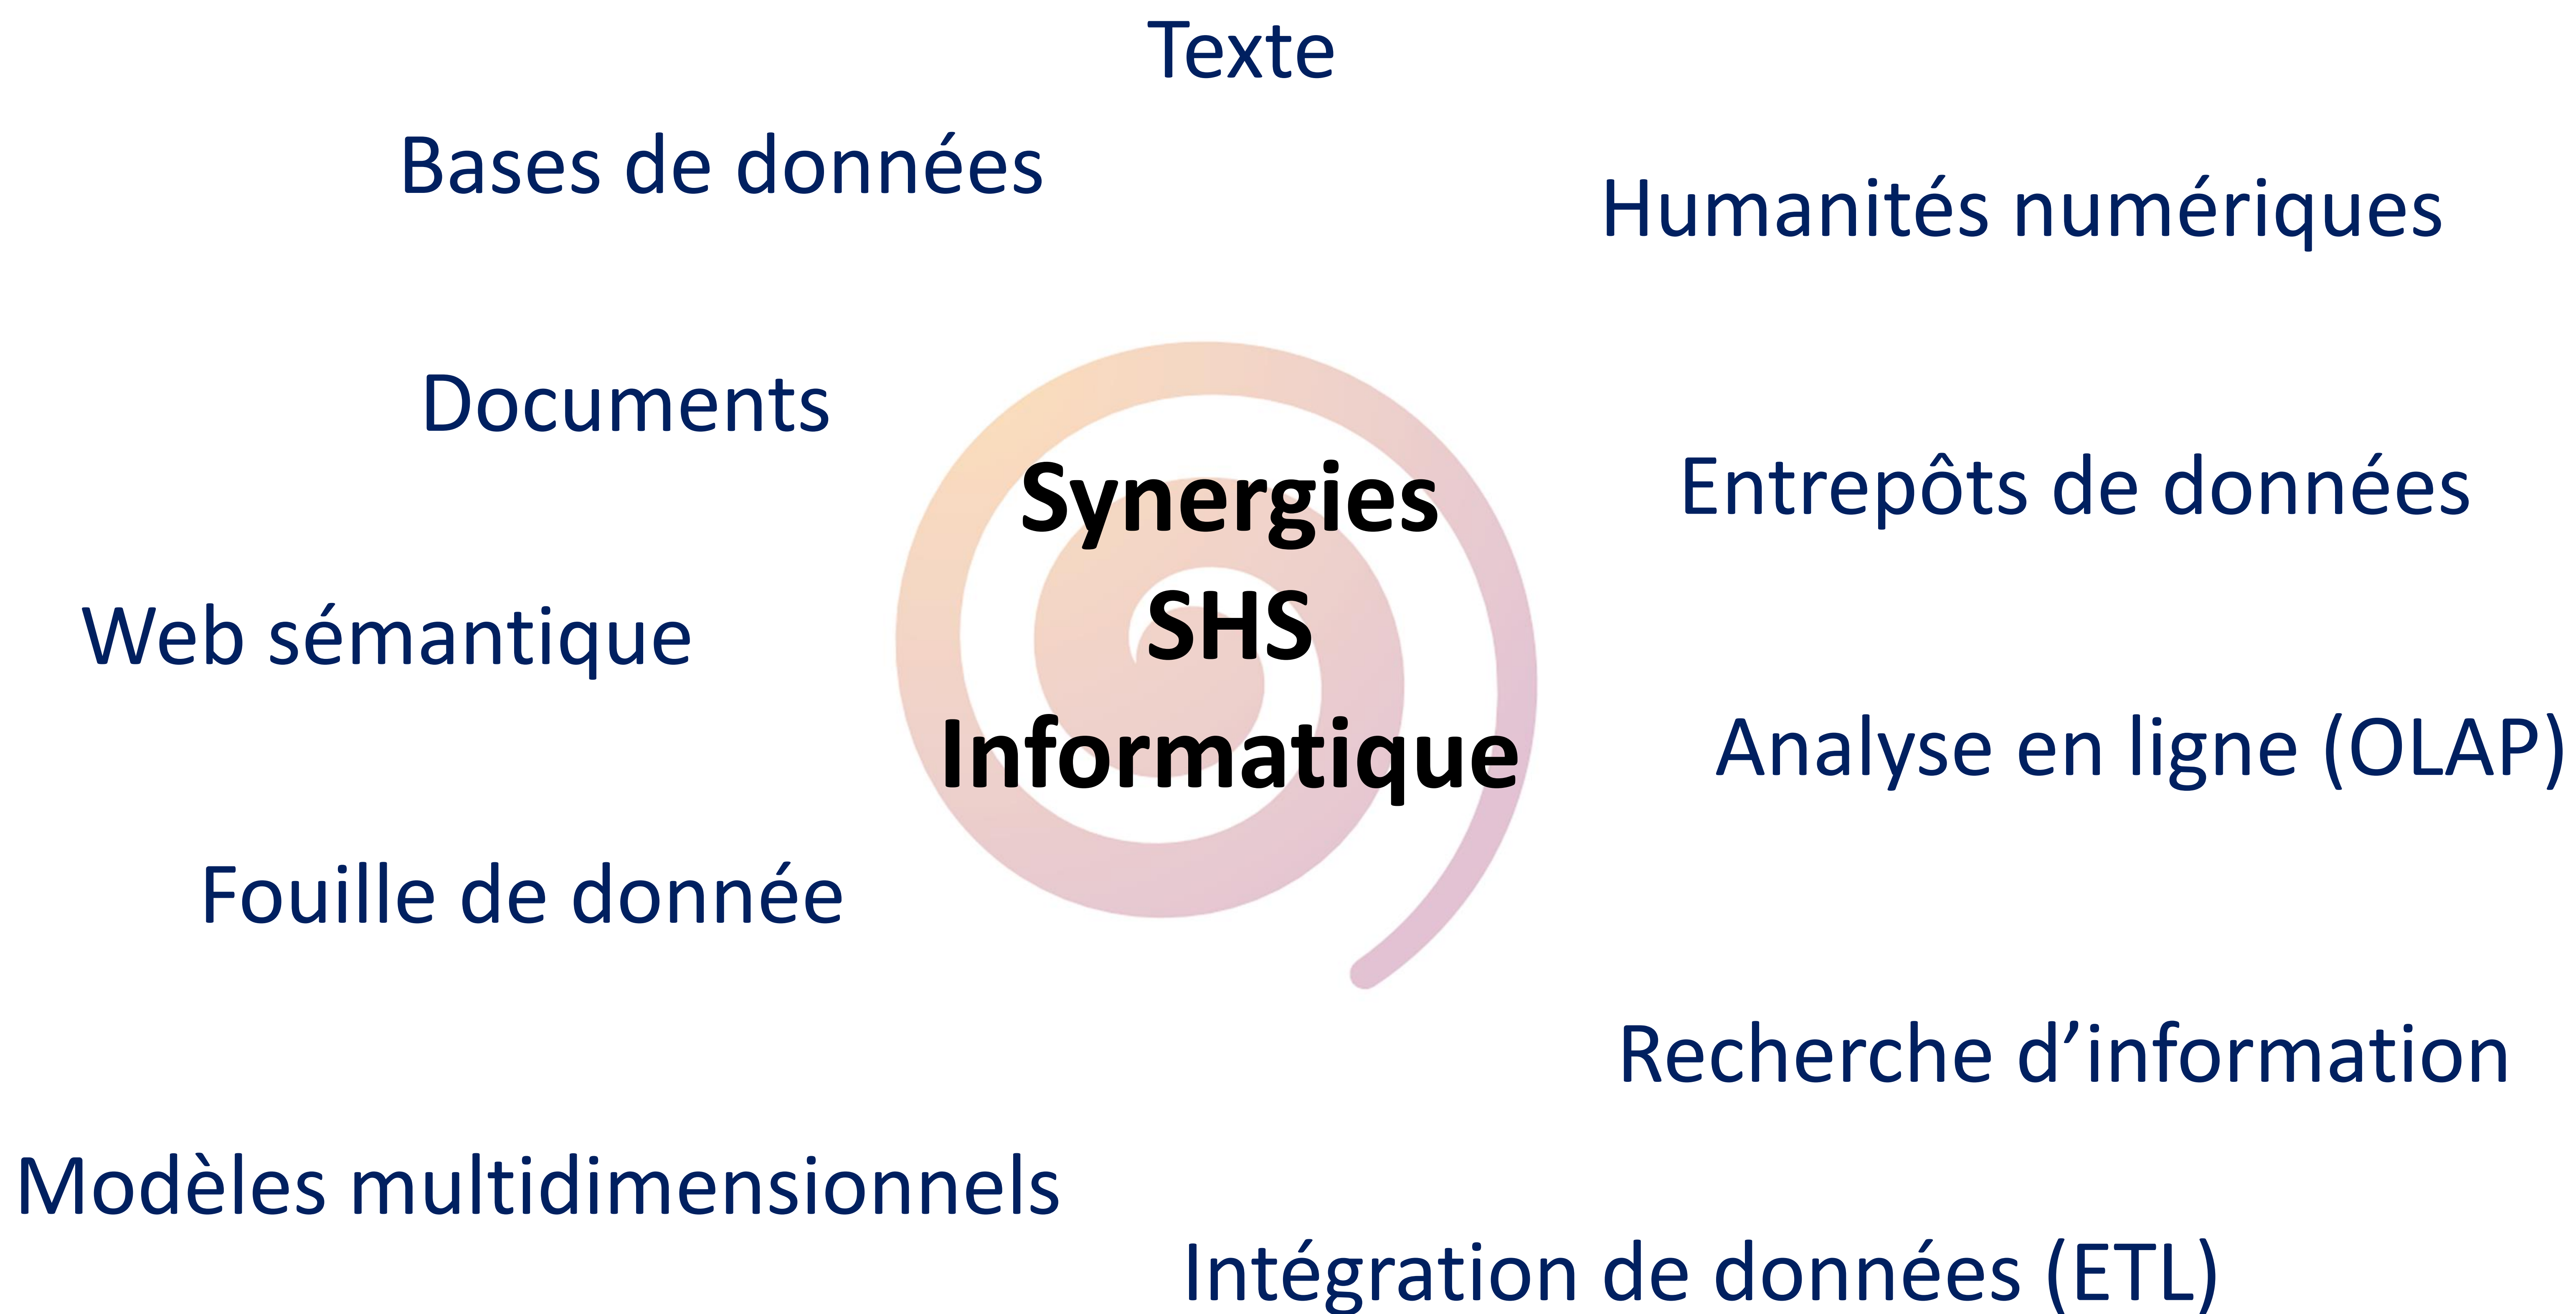 Texte
Bases de données
Humanités numériques
Documents
Entrepôts de données
Synergies
SHS
Informatique
Web sémantique
Analyse en ligne (OLAP)
Fouille de donnée
Recherche d’information
Modèles multidimensionnels
Intégration de données (ETL)